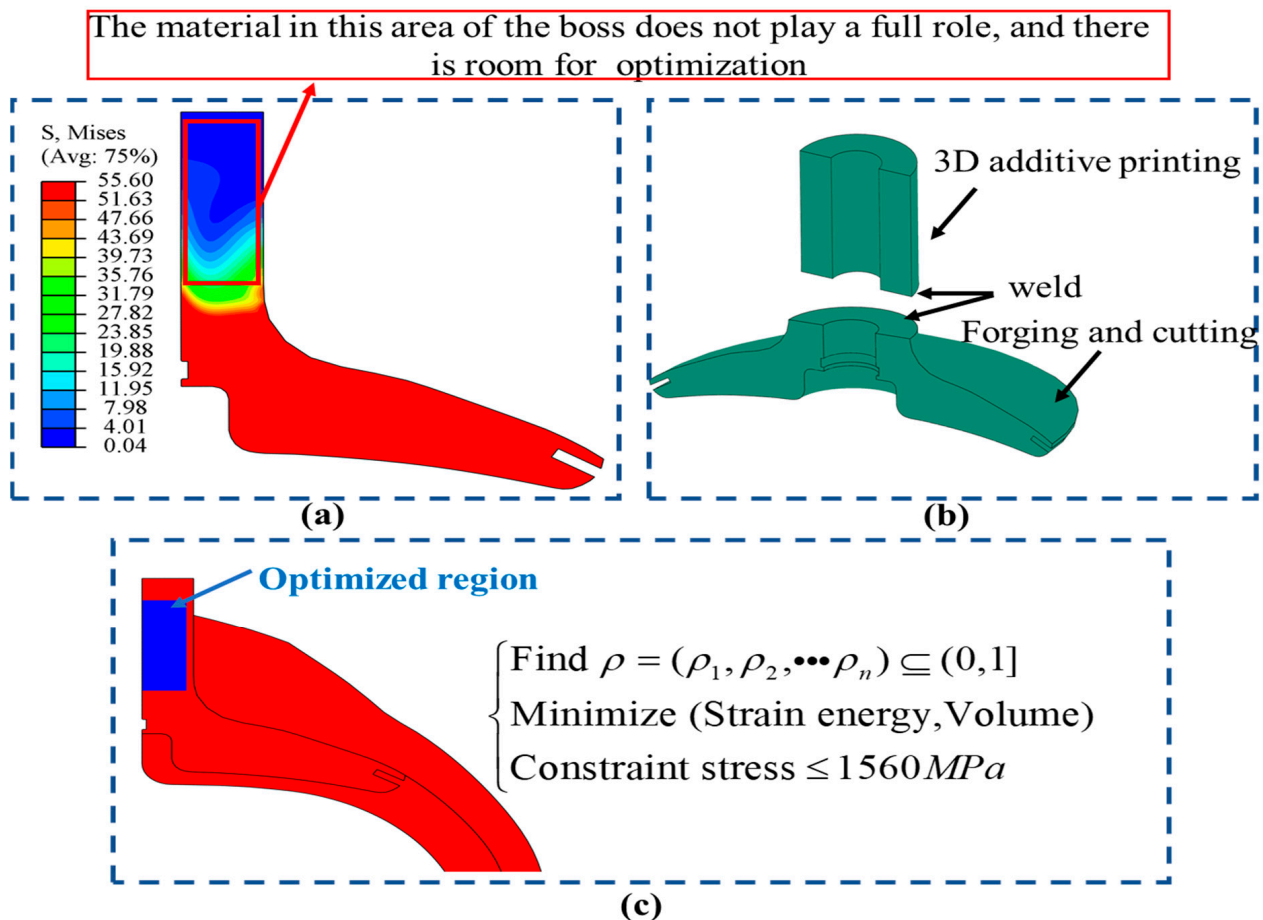 The material in this area of the boss does not play a full role, and there
is room for optimization
S, Mises
(Avg: 75%)
55.60
51.63
47.66
43.69
39.73
35.76
31.79
27.82
23.85
19.88
15.92
11.95
7.98
4.01
0.04
(a)
3D additive printing
weld
Forging and cutting
(b)
Optimized region
Find ρ = (ρ₁, ρ₂, ••• ρₙ) ⊆ (0,1]
Minimize (Strain energy,Volume)
Constraint stress ≤ 1560 MPa
(c)